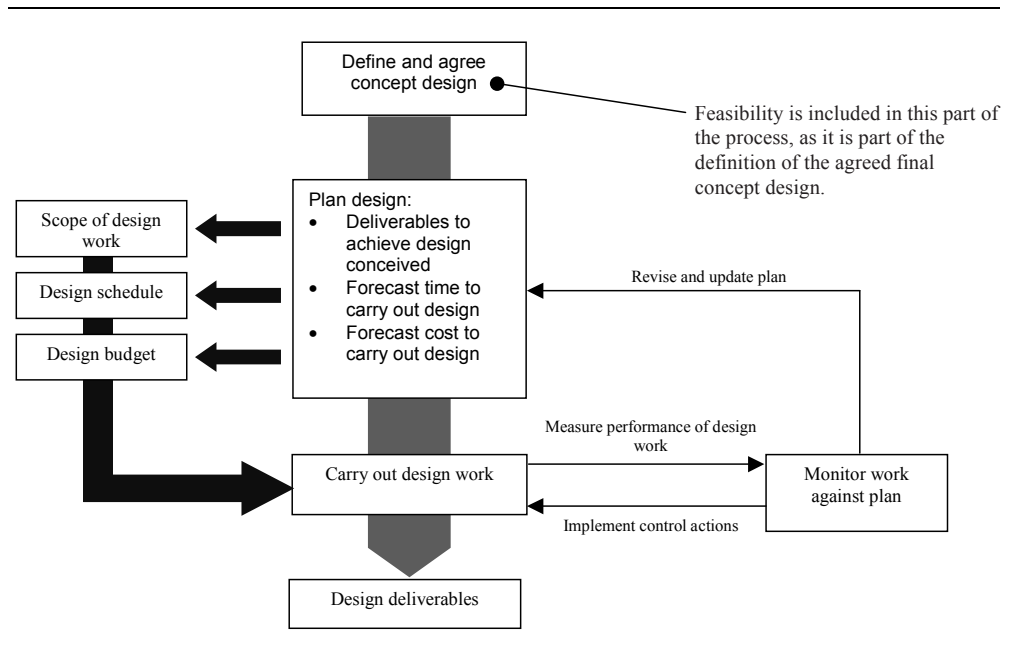 Define and agree
concept design
Feasibility is included in this part of
the process, as it is part of the
definition of the agreed final
concept design.
Plan design:
• Deliverables to
achieve design
conceived
• Forecast time to
carry out design
• Forecast cost to
carry out design
Scope of design
work
Design schedule
Design budget
Revise and update plan
Measure performance of design
work
Carry out design work
Monitor work
against plan
Implement control actions
Design deliverables